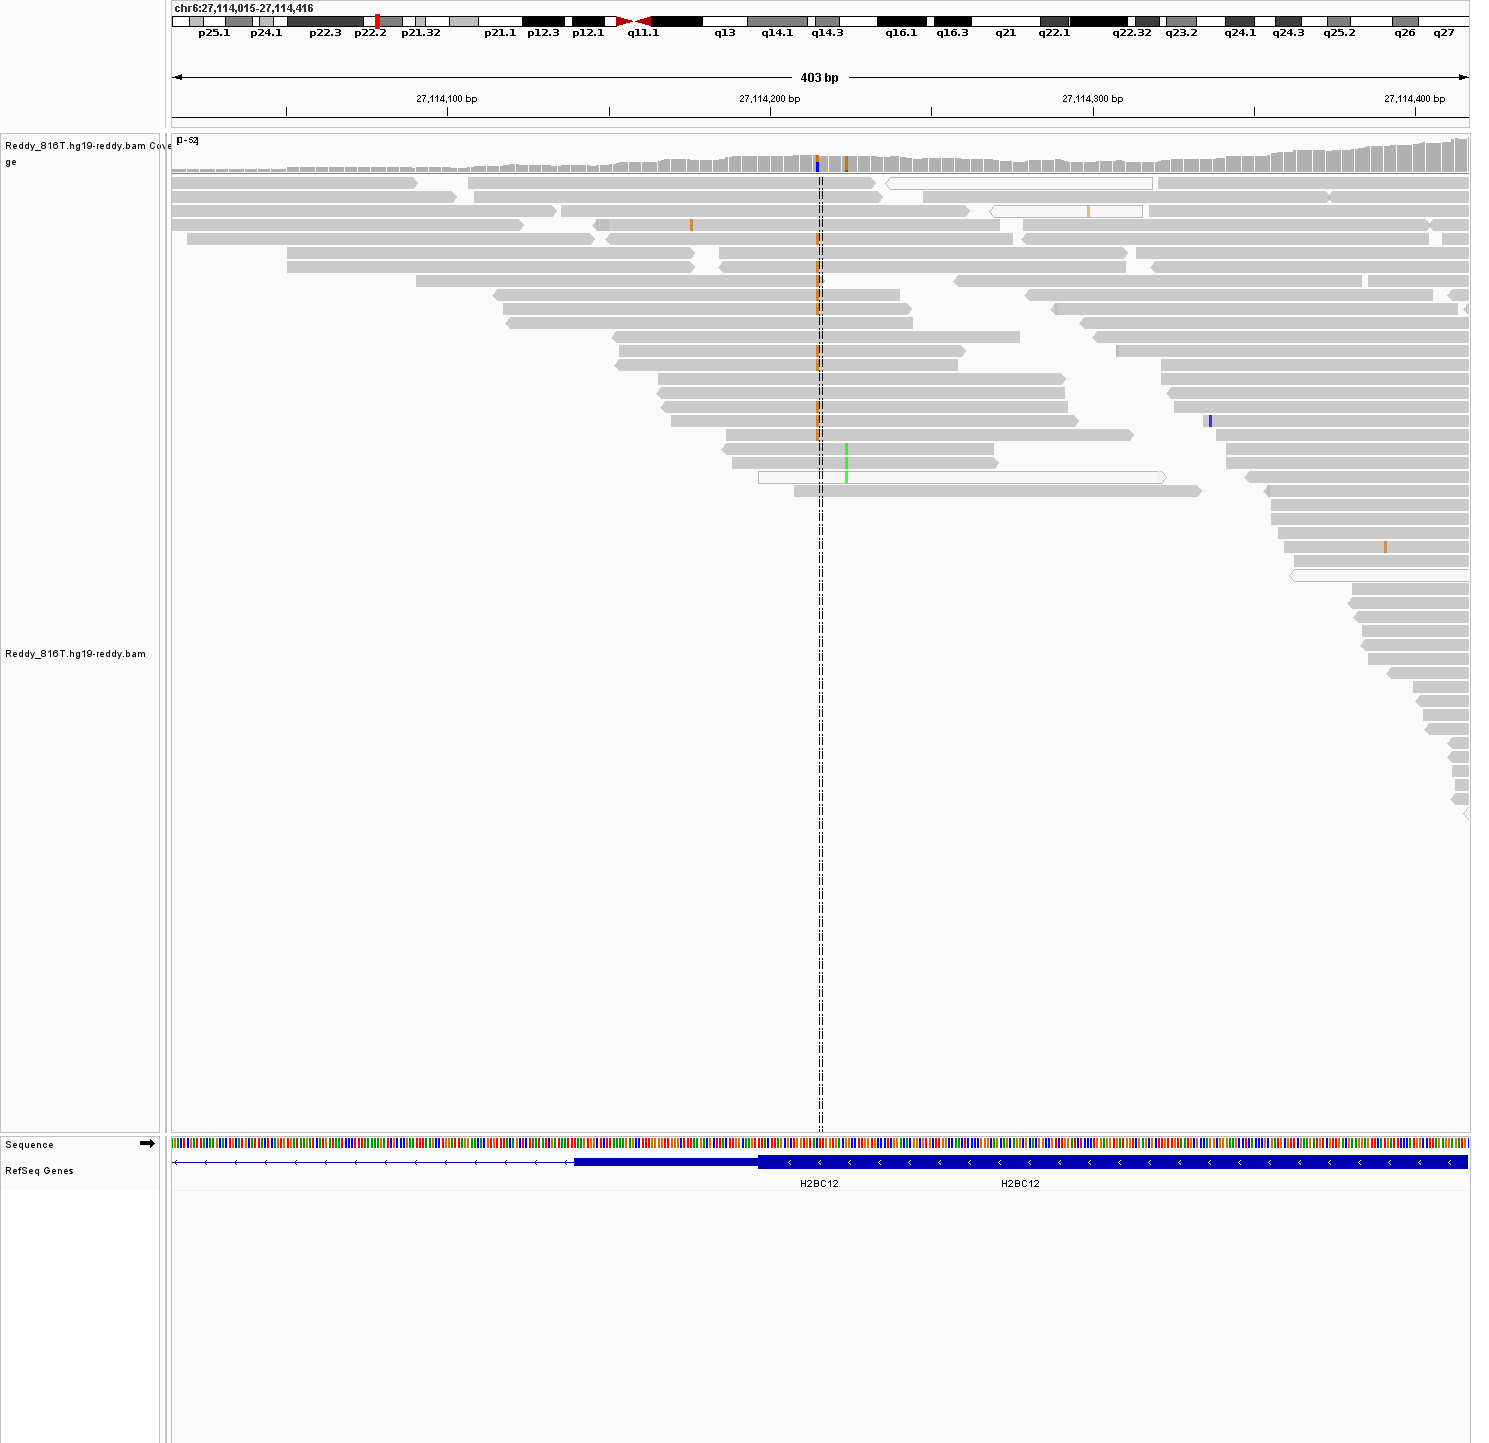 chr6:27,114,015-27,114,416
p25.1 p24.1 p22.3 p22.2 p21.32 p21.1 p12.3 p12.1 q11.1 q13 q14.1 q14.3 q16.1 q16.3 q21 q22.1 q22.32 q23.2 q24.1 q24.3 q25.2 q26 q27
403 bp
27,114,100 bp 27,114,200 bp 27,114,300 bp 27,114,400 bp
[0 - 52]
Reddy_816T.hg19-reddy.bam Cove
ge
Reddy_816T.hg19-reddy.bam
Sequence
RefSeq Genes
H2BC12 H2BC12